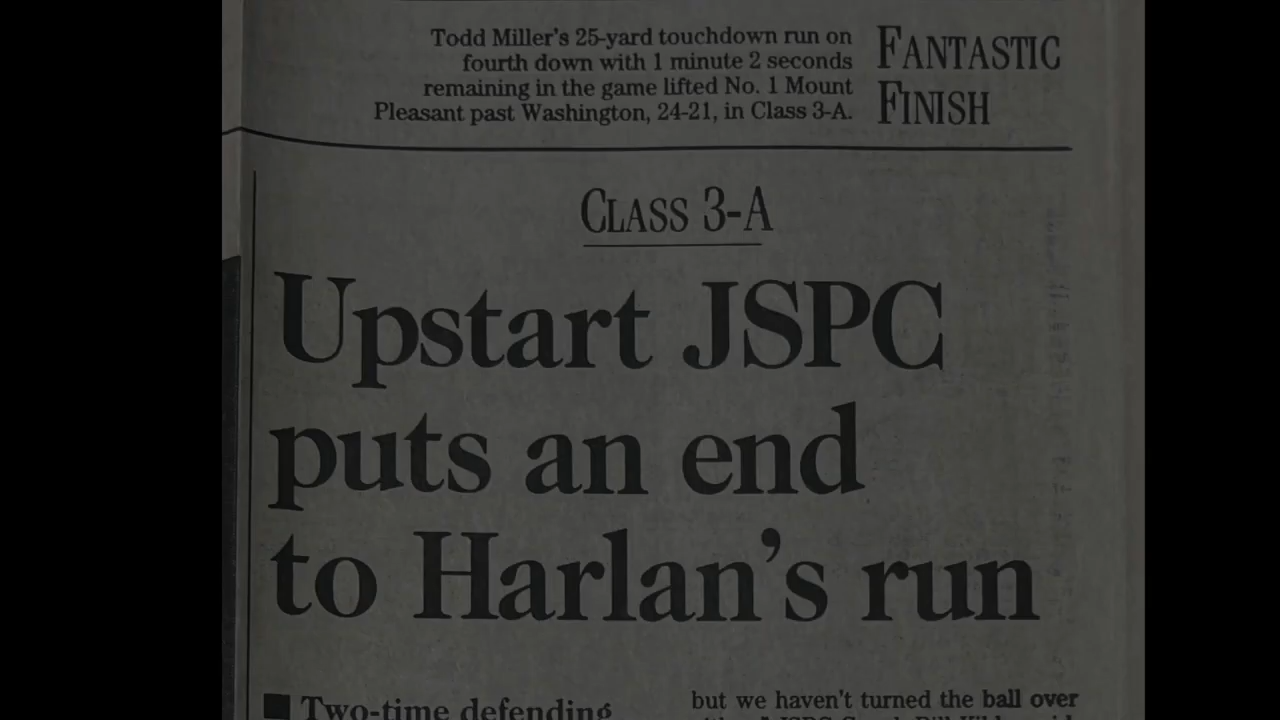 Todd Miller's 25-yard touchdown run on
fourth down with 1 minute 2 seconds
remaining in the game lifted No. 1 Mount
Pleasant past Washington, 24-21, in Class 3-A.
FANTASTIC
FINISH
CLASS 3-A
Upstart JSPC
puts an end
to Harlan's run
■ Two-time defending
but we haven't turned the ball over